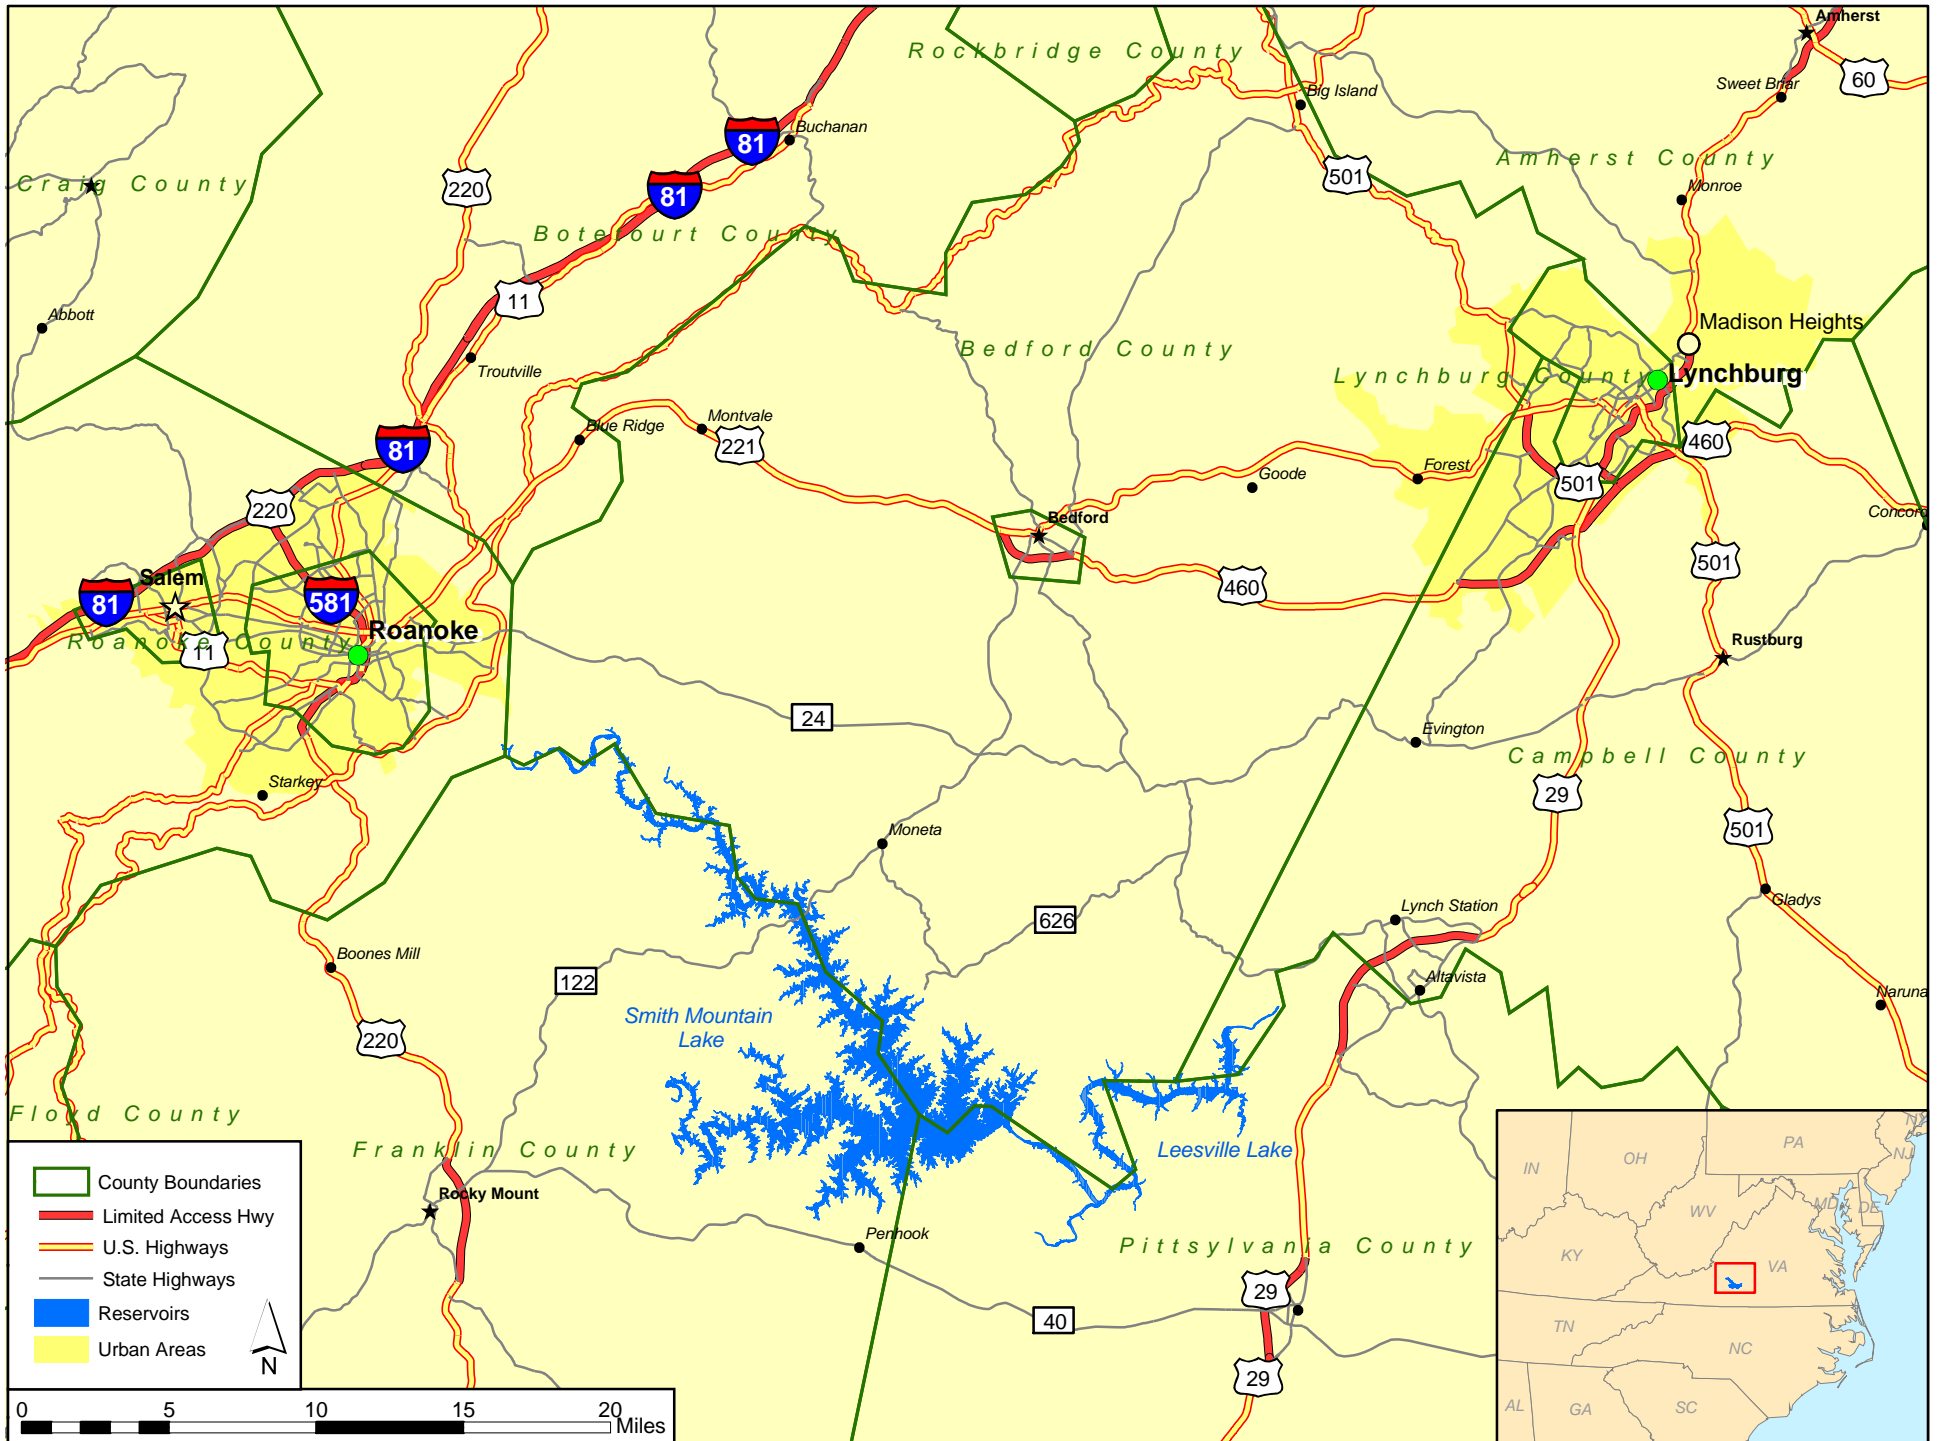 Amherst
Rockbridge County
60
Sweet Briar
Big Island
Buchanan
81
Amherst County
501
Craig County
220
81
Monroe
Botetourt County
11
Abbott
Madison Heights
Bedford County
Troutville
Lynchburg County
Lynchburg
Montvale
Blue Ridge
221
81
460
Forest
Goode
501
220
Concord
Bedford
501
Salem
81
581
460
Roanoke
Roanoke County
11
Rustburg
24
Evington
Campbell County
Starkey
29
501
Moneta
Gladys
Lynch Station
626
Boones Mill
122
Altavista
Naruna
Smith Mountain
Lake
220
Floyd County
Franklin County
Leesville Lake
Rocky Mount
Penhook
Pittsylvania County
29
40
29
County Boundaries
Limited Access Hwy
U.S. Highways
State Highways
Reservoirs
Urban Areas
N
0 5 10 15 20 Miles
IN
OH
PA
NY
NJ
MD
DE
WV
KY
VA
TN
NC
AL
GA
SC